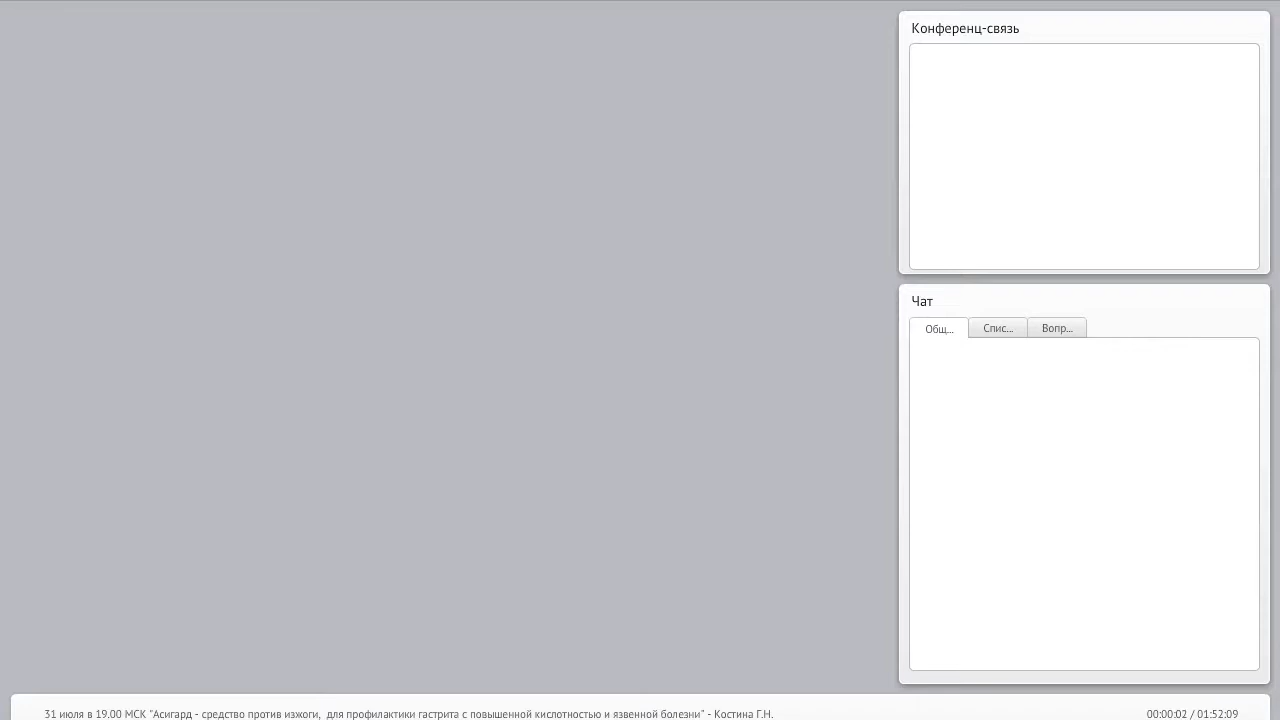 Конференц-связь
Чат
Общ...
Спис...
Вопр...
31 июля в 19.00 МСК "Асигард - средство против изжоги, для профилактики гастрита с повышенной кислотностью и язвенной болезни" - Костина Г.Н.
00:00:02 / 01:52:09